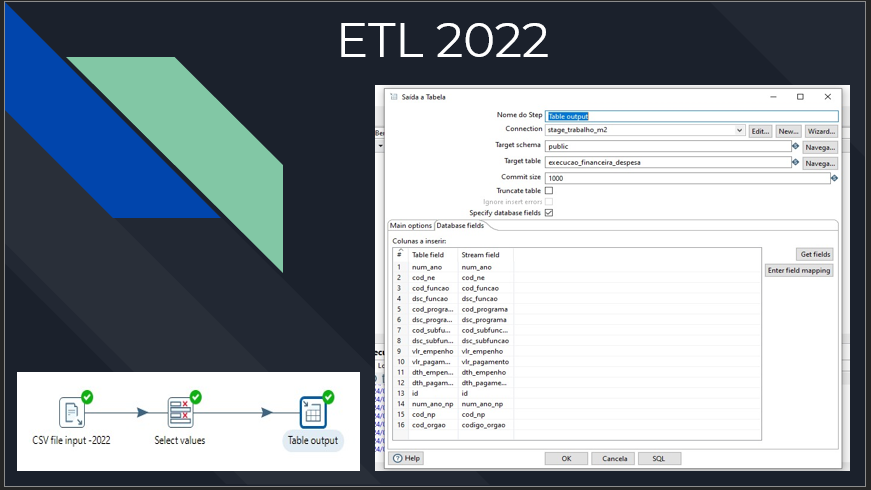 ETL 2022
Saída a Tabela
Nome do Step Table output
Connection stage_trabalho_m2 Edit... New... Wizard...
Target schema public Navega...
Target table execucao_financeira_despesa Navega...
Commit size 1000
Truncate table
Ignore insert errors
Specify database fields
Main options Database fields
Colunas a inserir:
# Table field Stream field
Get fields
1 num_ano num_ano
Enter field mapping
2 cod_ne cod_ne
3 cod_funcao cod_funcao
4 dsc_funcao dsc_funcao
5 cod_progra... cod_programa
6 dsc_progra... dsc_programa
7 cod_subfu... cod_subfunc...
8 dsc_subfun... dsc_subfunc...
9 vlr_empenho vlr_empenho
10 vlr_pagam... vlr_pagamento
11 dth_empen... dth_empenho
12 dth_pagam... dth_pagame...
13 id id
14 num_ano_np num_ano_np
15 cod_np cod_np
16 cod_orgao codigo_orgao
Help OK Cancela SQL
CSV file input -2022 Select values Table output